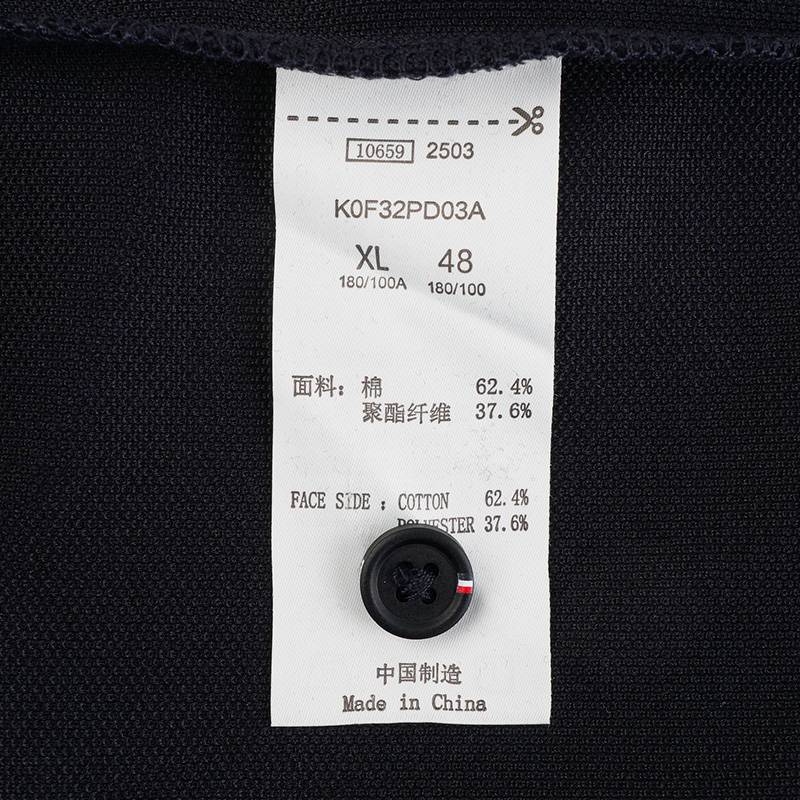 10659 2503
K0F32PD03A
XL 48
180/100A 180/100
面料：棉 62.4%
聚酯纤维 37.6%
FACE SIDE : COTTON 62.4%
POLYESTER 37.6%
中国制造
Made in China